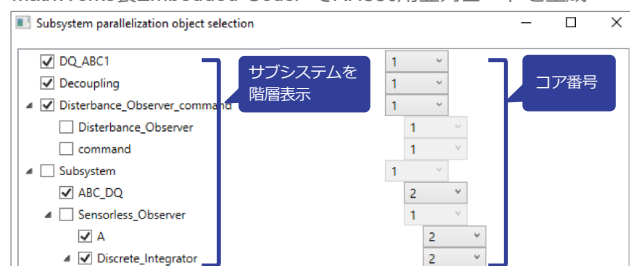 Subsystem parallelization object selection
DQ_ABC1 1
Decoupling 1
Disterbance_Observer_command 1
Disterbance_Observer 1
command 1
Subsystem 1
ABC_DQ 2
Sensorless_Observer 1
A 2
Discrete_Integrator 2
サブシステムを
階層表示
コア番号